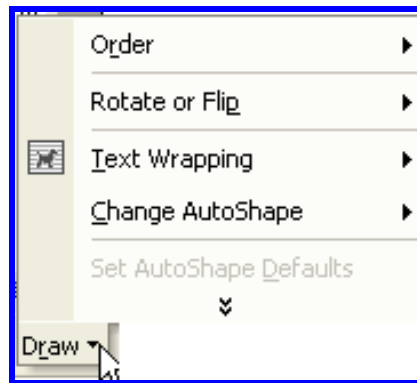 Order
Rotate or Flip
Text Wrapping
Change AutoShape
Set AutoShape Defaults
Draw